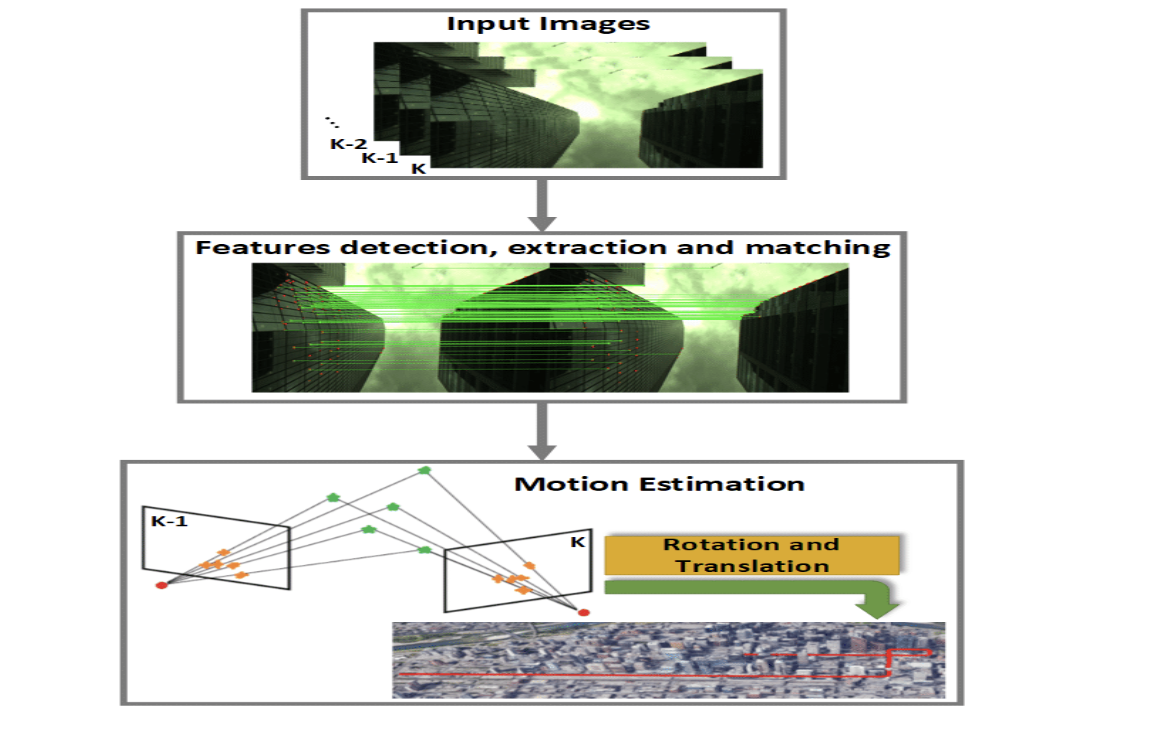 Input Images
K-2
K-1
K
Features detection, extraction and matching
Motion Estimation
K-1
K
Rotation and
Translation